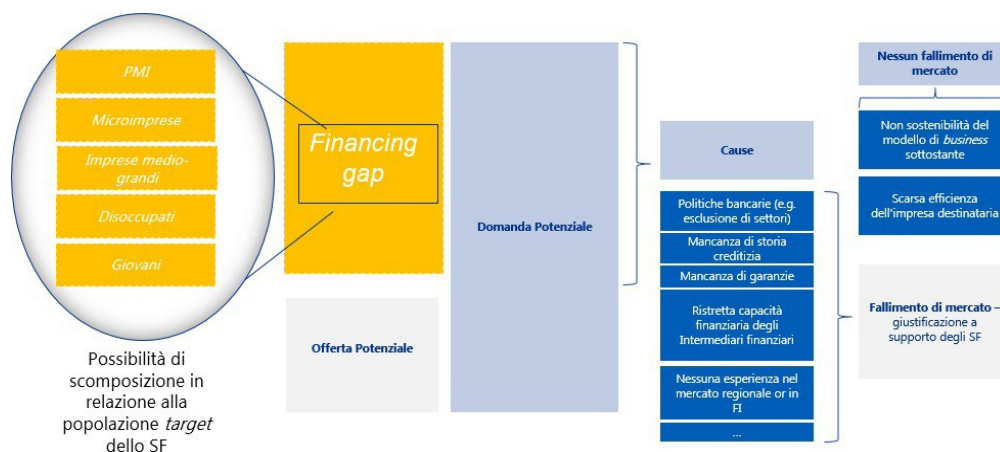 PMI
Microimprese
Imprese medio-
grandi
Disoccupati
Giovani
Possibilità di
scomposizione in
relazione alla
popolazione target
dello SF
Financing
gap
Offerta Potenziale
Domanda Potenziale
Cause
Politiche bancarie (e.g.
esclusione di settori)
Mancanza di storia
creditizia
Mancanza di garanzie
Ristretta capacità
finanziaria degli
Intermediari finanziari
Nessuna esperienza nel
mercato regionale or in
FI
...
Nessun fallimento di
mercato
Non sostenibilità del
modello di business
sottostante
Scarsa efficienza
dell'impresa destinataria
Fallimento di mercato –
giustificazione a
supporto degli SF